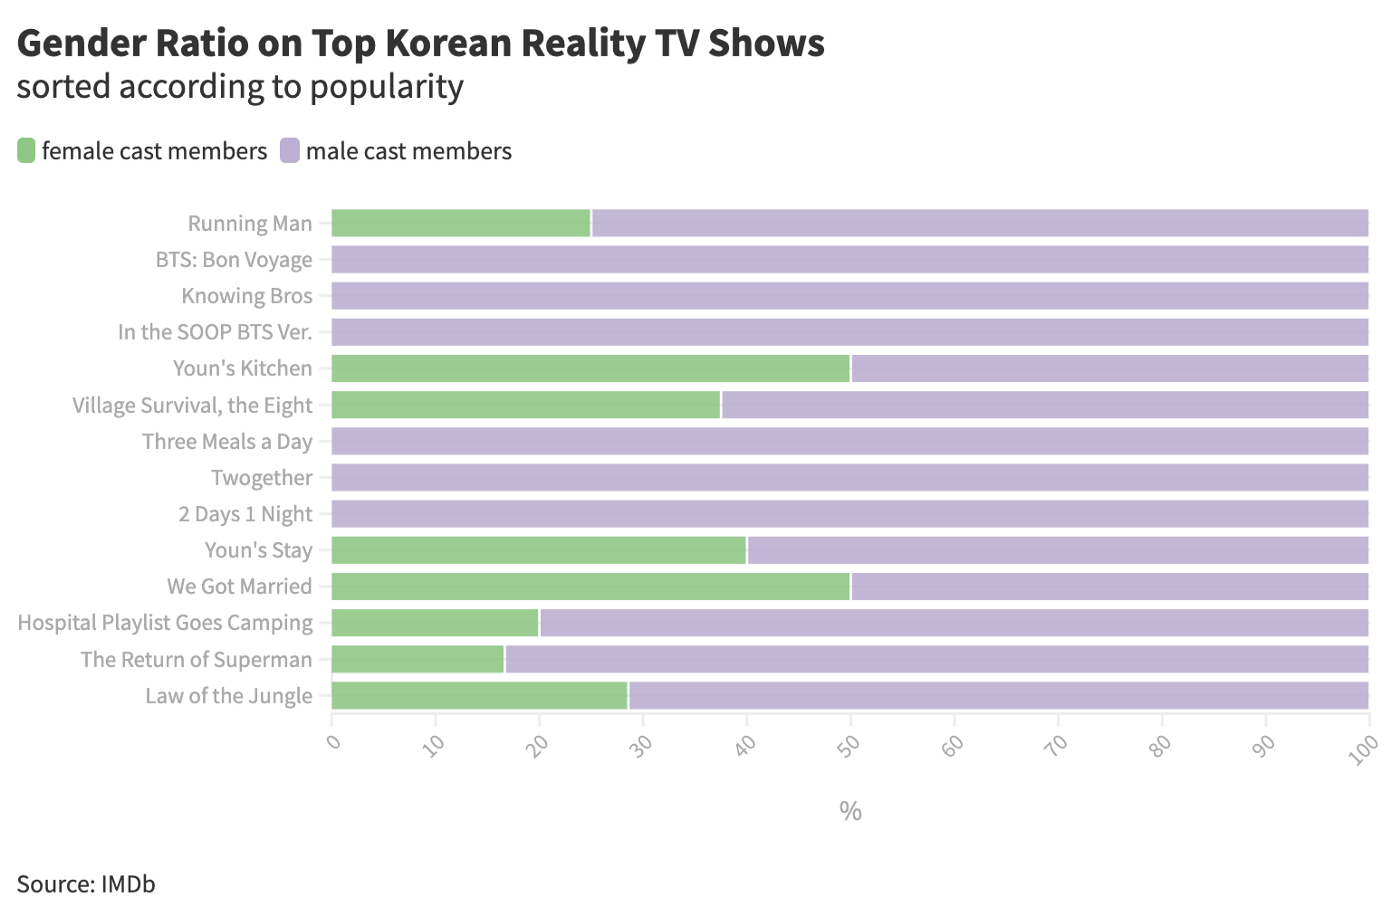 Gender Ratio on Top Korean Reality TV Shows
sorted according to popularity
female cast members male cast members
Running Man
BTS: Bon Voyage
Knowing Bros
In the SOOP BTS Ver.
Youn's Kitchen
Village Survival, the Eight
Three Meals a Day
Twogether
2 Days 1 Night
Youn's Stay
We Got Married
Hospital Playlist Goes Camping
The Return of Superman
Law of the Jungle
0 10 20 30 40 50 60 70 80 90 100
%
Source: IMDb